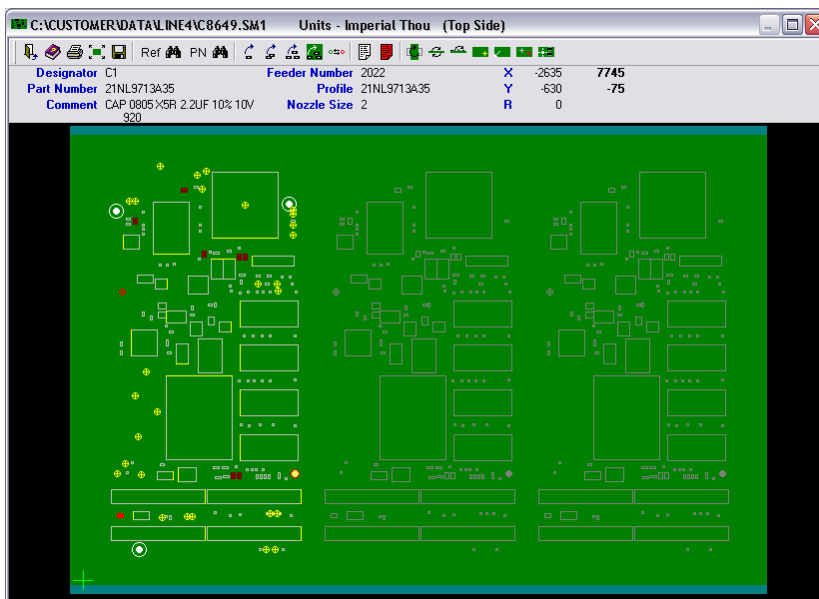 C:\CUSTOMER\DATA\LINE4\C8649.SM1    Units - Imperial Thou   (Top Side)
Ref PN
Designator C1 Feeder Number 2022 X -2635 7745
Part Number 21NL9713A35 Profile 21NL9713A35 Y -630 -75
Comment CAP 0805 X5R 2.2UF 10% 10V Nozzle Size 2 R 0
920